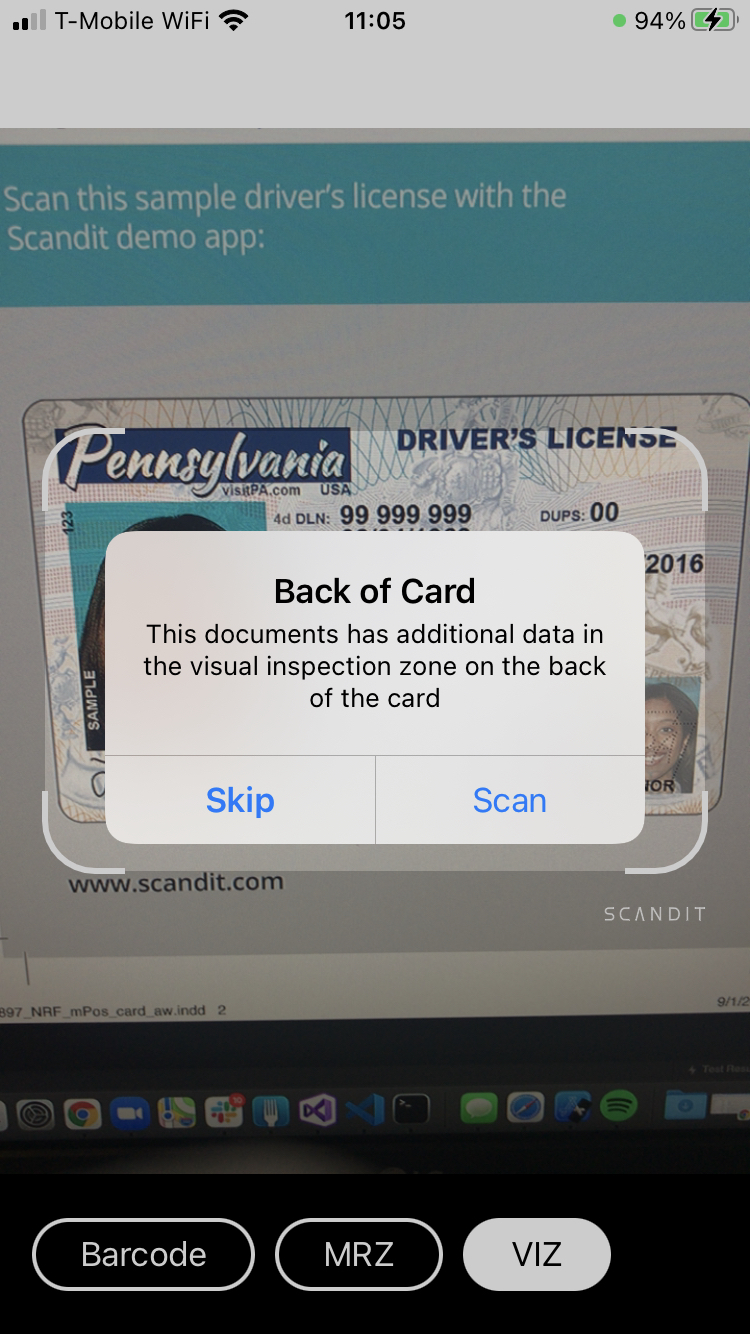 T-Mobile WiFi 11:05 94%
Scan this sample driver's license with the
Scandit demo app:
Pennsylvania
DRIVER'S LICENSE
visitPA.com USA
123
4d DLN: 99 999 999
DUPS: 00
2016
Back of Card
This documents has additional data in
the visual inspection zone on the back
of the card
SAMPLE
Skip Scan
www.scandit.com
SCANDIT
897_NRF_mPos_card_aw.indd 2
9/1/2
Barcode MRZ VIZ